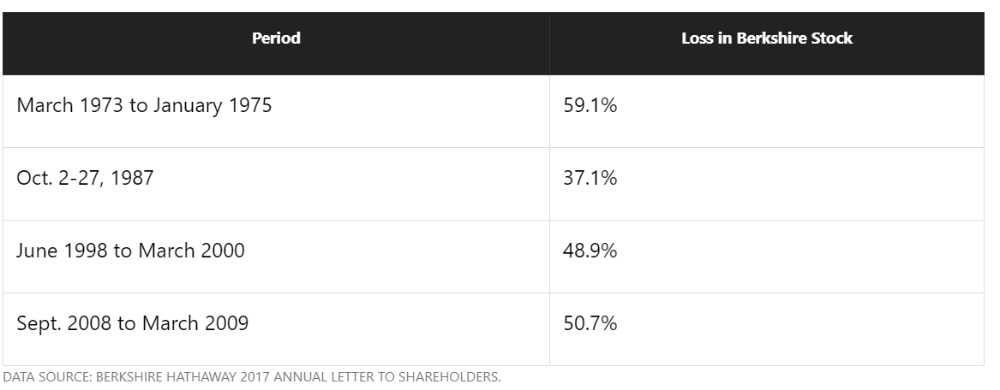 Period Loss in Berkshire Stock
March 1973 to January 1975 59.1%
Oct. 2-27, 1987 37.1%
June 1998 to March 2000 48.9%
Sept. 2008 to March 2009 50.7%
DATA SOURCE: BERKSHIRE HATHAWAY 2017 ANNUAL LETTER TO SHAREHOLDERS.